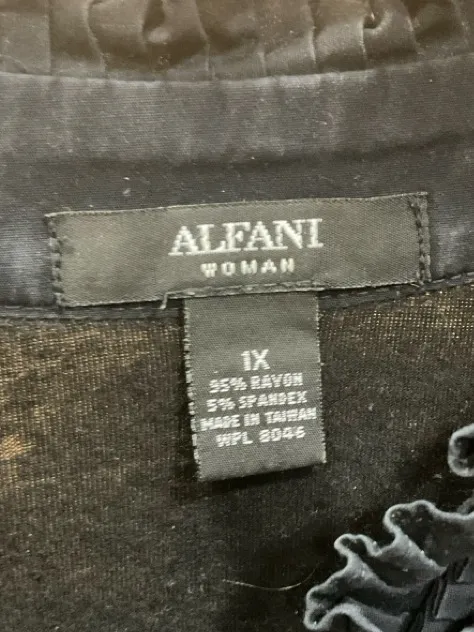 ALFANI
WOMAN
1X
95% RAYON
5% SPANDEX
MADE IN TAIWAN
WPL 8046